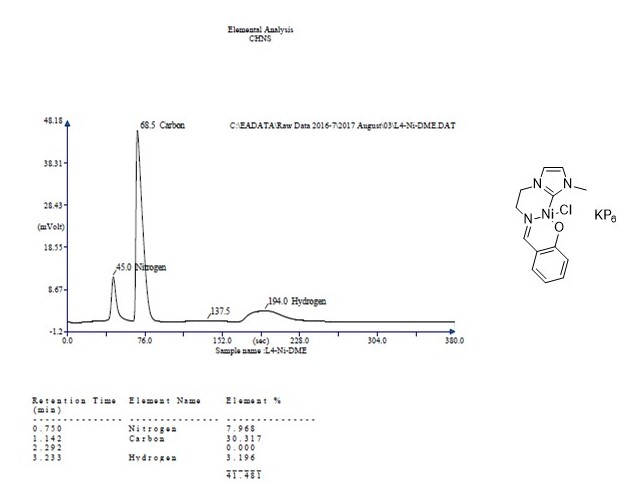 Elemental Analysis
CHNS
48.18
68.5 Carbon
C:\EADATA\Raw Data 2016-7\2017 August\03\L4-Ni-DME.DAT
38.31
28.43
(mVolt)
18.55
45.0 Nitrogen
8.67
137.5
194.0 Hydrogen
-1.2
0.0 76.0 152.0 (sec) 228.0 304.0 380.0
Sample name :L4-Ni-DME
N
N
Ni
Cl
N
O
KP6
Retention Time Element Name Element %
(min)
0.750 Nitrogen 7.968
1.142 Carbon 30.317
2.292 0.000
3.233 Hydrogen 3.196
41.481